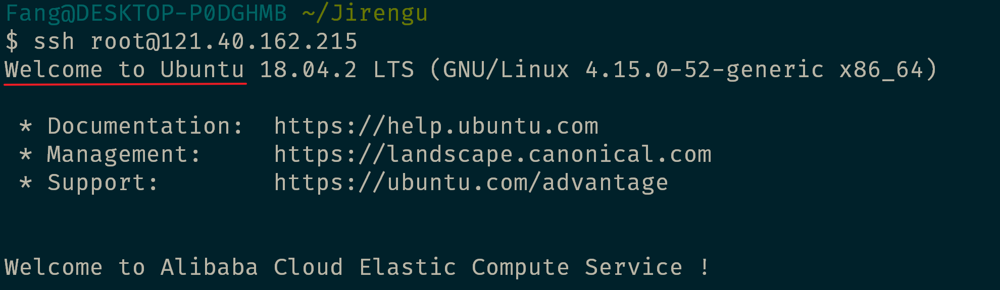 Fang@DESKTOP-P0DGHMB ~/Jirengu
$ ssh root@121.40.162.215
Welcome to Ubuntu 18.04.2 LTS (GNU/Linux 4.15.0-52-generic x86_64)
* Documentation:  https://help.ubuntu.com
* Management:     https://landscape.canonical.com
* Support:        https://ubuntu.com/advantage
Welcome to Alibaba Cloud Elastic Compute Service !